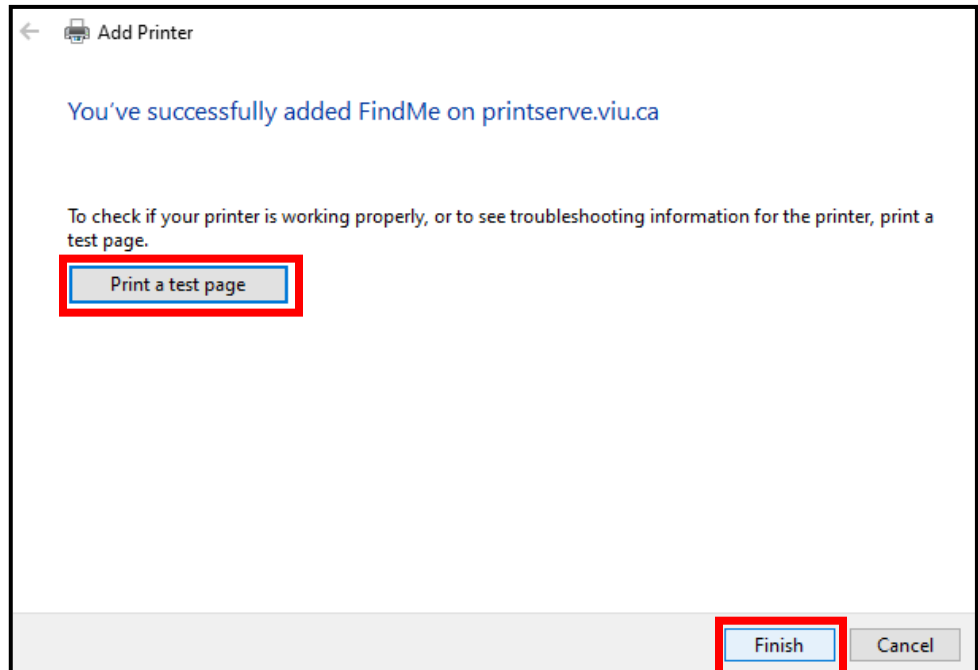 Add Printer
You've successfully added FindMe on printserve.viu.ca
To check if your printer is working properly, or to see troubleshooting information for the printer, print a
test page.
Print a test page
Finish Cancel